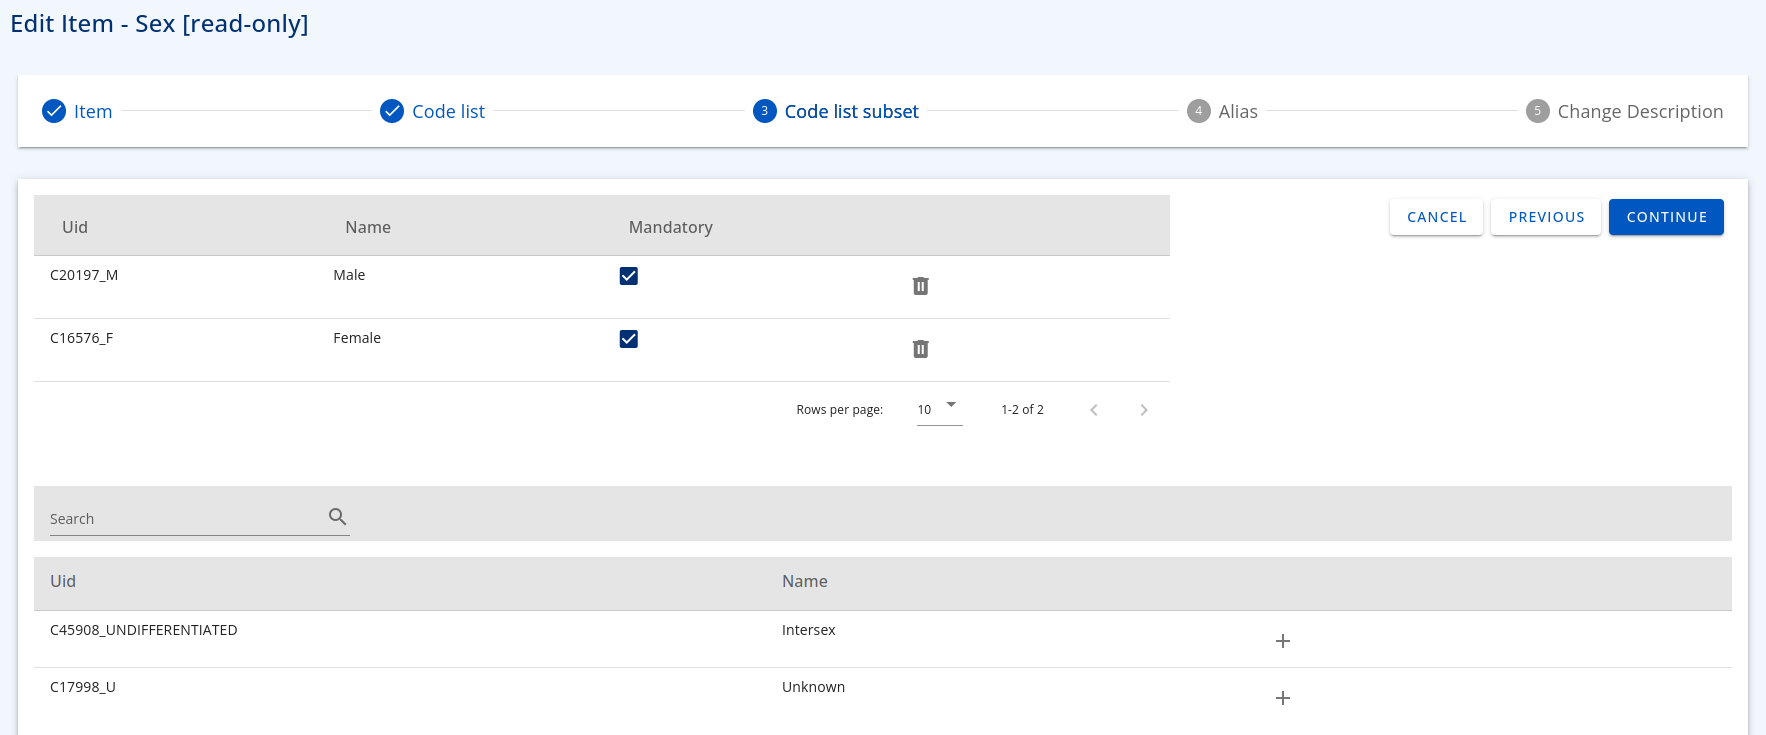 Edit Item - Sex [read-only]
Item
Code list
3 Code list subset
4 Alias
5 Change Description
CANCEL PREVIOUS CONTINUE
Uid Name Mandatory
C20197_M Male
C16576_F Female
Rows per page: 10 1-2 of 2
Search
Uid Name
C45908_UNDIFFERENTIATED Intersex
C17998_U Unknown